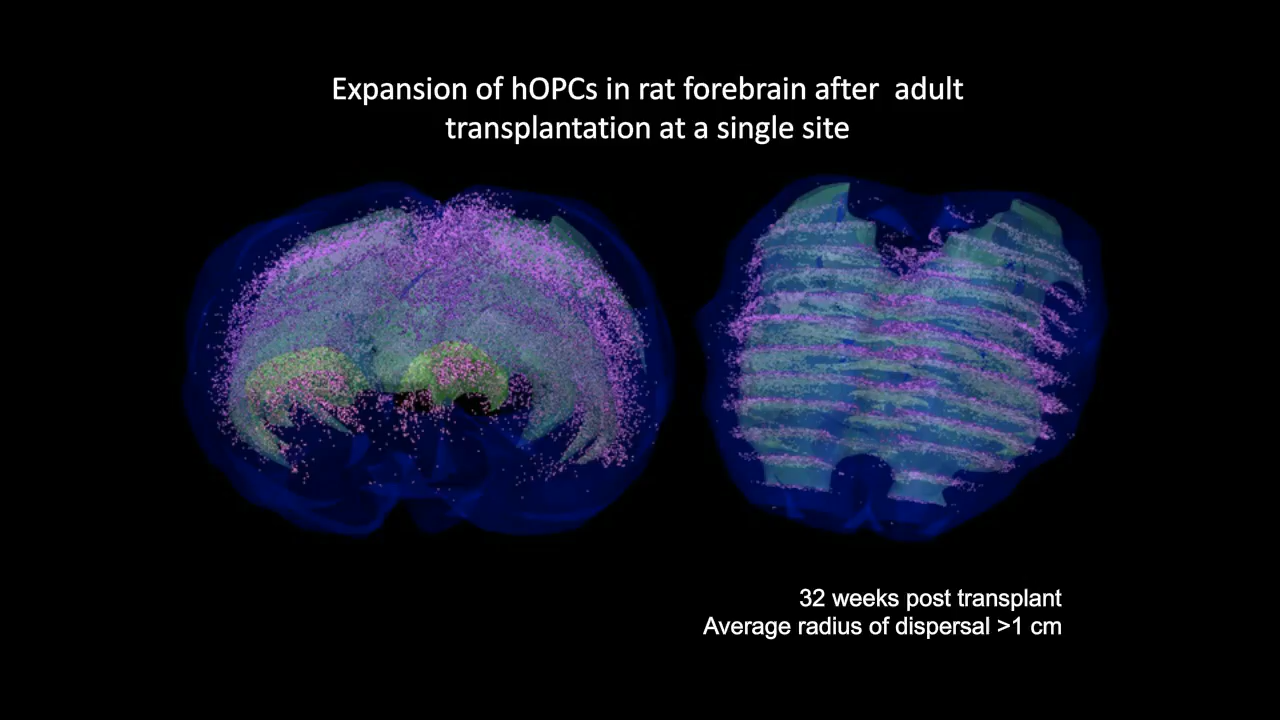 Expansion of hOPCs in rat forebrain after  adult
transplantation at a single site
32 weeks post transplant
Average radius of dispersal >1 cm